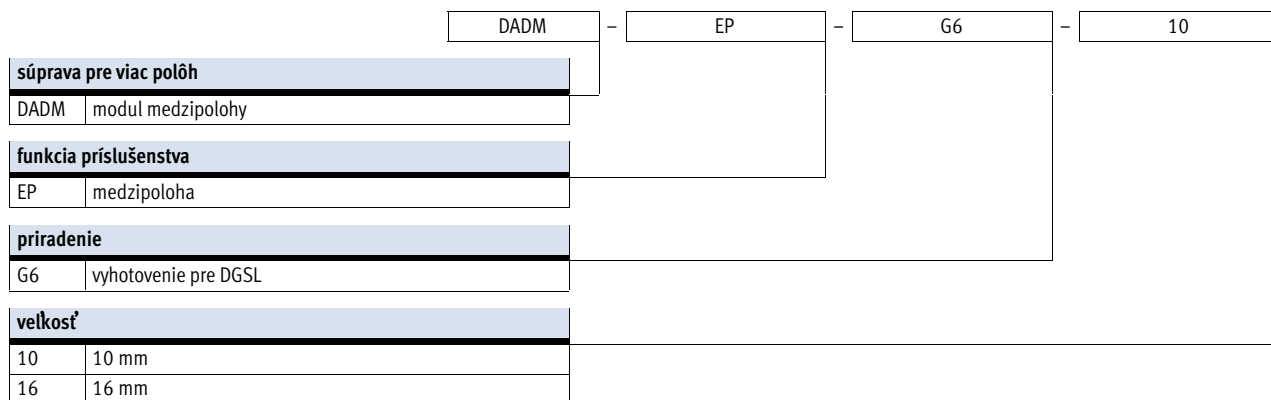 DADM – EP – G6 – 10
súprava pre viac polôh
DADM modul medzipolohy
funkcia príslušenstva
EP medzipoloha
priradenie
G6 vyhotovenie pre DGSL
veľkosť
10 10 mm
16 16 mm